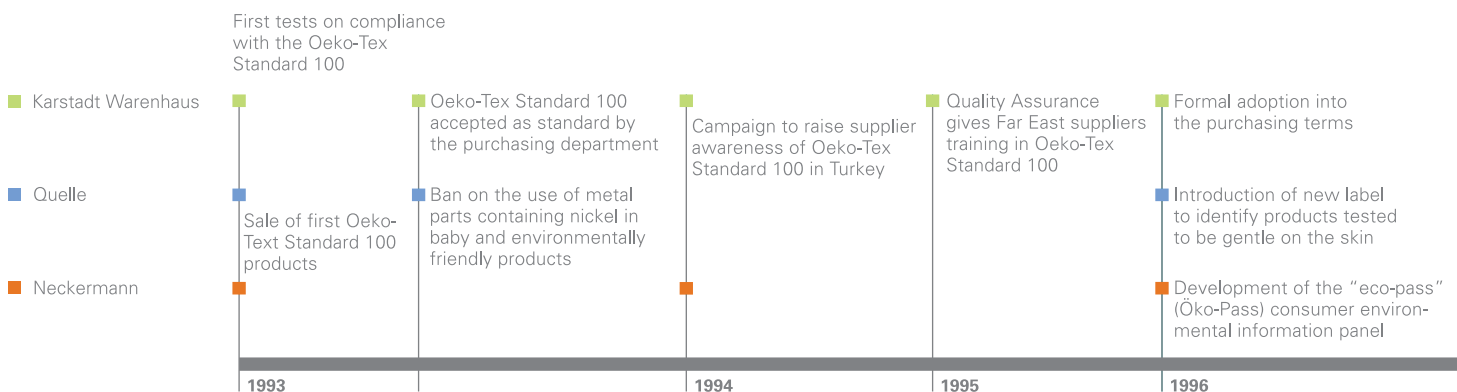 First tests on compliance
with the Oeko-Tex
Standard 100
Karstadt Warenhaus
Oeko-Tex Standard 100
accepted as standard by
the purchasing department
Campaign to raise supplier
awareness of Oeko-Tex
Standard 100 in Turkey
Quality Assurance
gives Far East suppliers
training in Oeko-Tex
Standard 100
Formal adoption into
the purchasing terms
Quelle
Sale of first Oeko-
Text Standard 100
products
Ban on the use of metal
parts containing nickel in
baby and environmentally
friendly products
Introduction of new label
to identify products tested
to be gentle on the skin
Neckermann
Development of the “eco-pass”
(Öko-Pass) consumer environ-
mental information panel
1993
1994
1995
1996